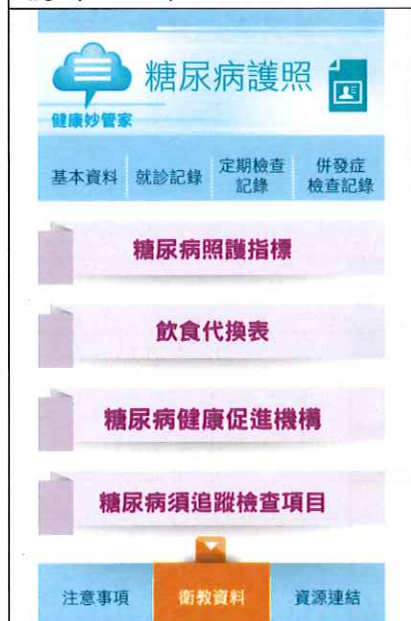 糖尿病護照
健康妙管家
基本資料
就診記錄
定期檢查
記錄
併發症
檢查記錄
糖尿病照護指標
飲食代換表
糖尿病健康促進機構
糖尿病須追蹤檢查項目
注意事項
衛教資料
資源連結